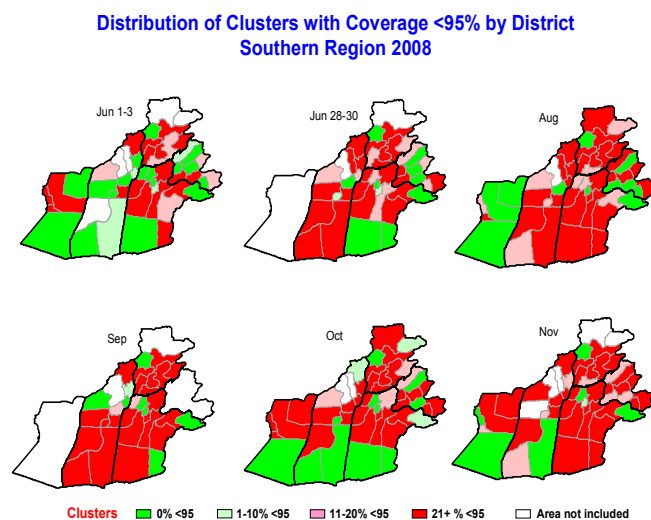 Distribution of Clusters with Coverage <95% by District
Southern Region 2008
Jun 1-3
Jun 28-30
Aug
Sep
Oct
Nov
Clusters 0% <95 1-10% <95 11-20% <95 21+ % <95 Area not included